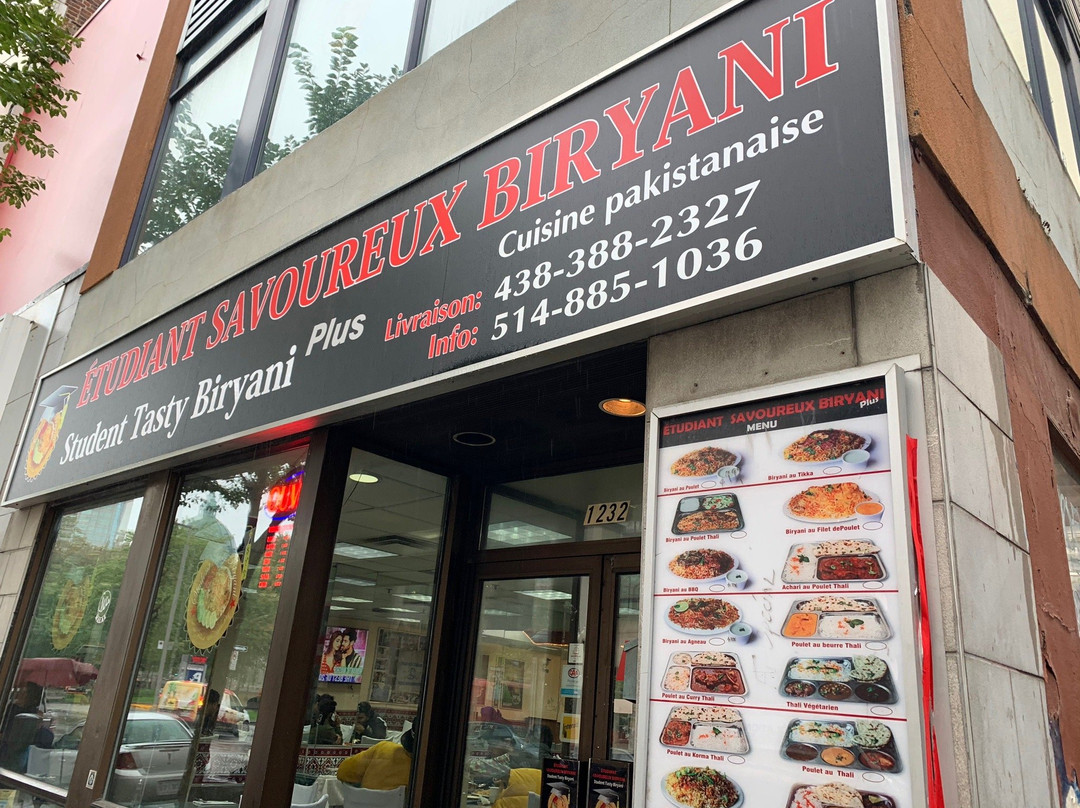 ÉTUDIANT SAVOUREUX BIRYANI
Student Tasty Biryani Plus
Cuisine pakistanaise
Livraison: 438-388-2327
Info: 514-885-1036
1232
ÉTUDIANT SAVOUREUX BIRYANI
Plus
MENU
Biryani au Poulet
Biryani au Tikka
Biryani au Poulet Thali
Biryani au Filet dePoulet
Biryani au BBQ
Achari au Poulet Thali
Biryani au Agneau
Poulet au beurre Thali
Poulet au Curry Thali
Thali Végétarien
Poulet au Korma Thali
Poulet au Thali